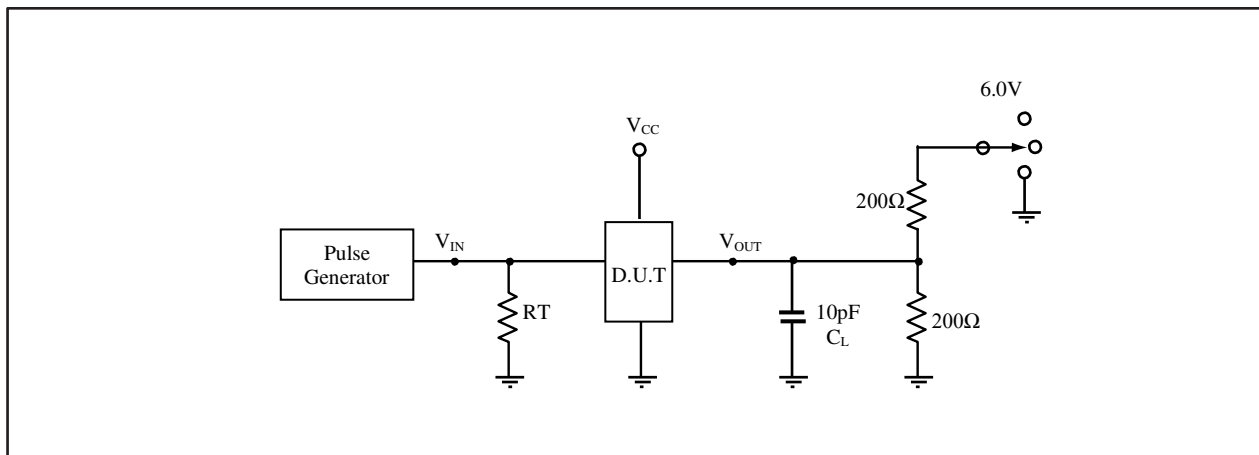 6.0V
V_CC
200Ω
Pulse
Generator
V_IN
D.U.T
V_OUT
RT
10pF
C_L
200Ω